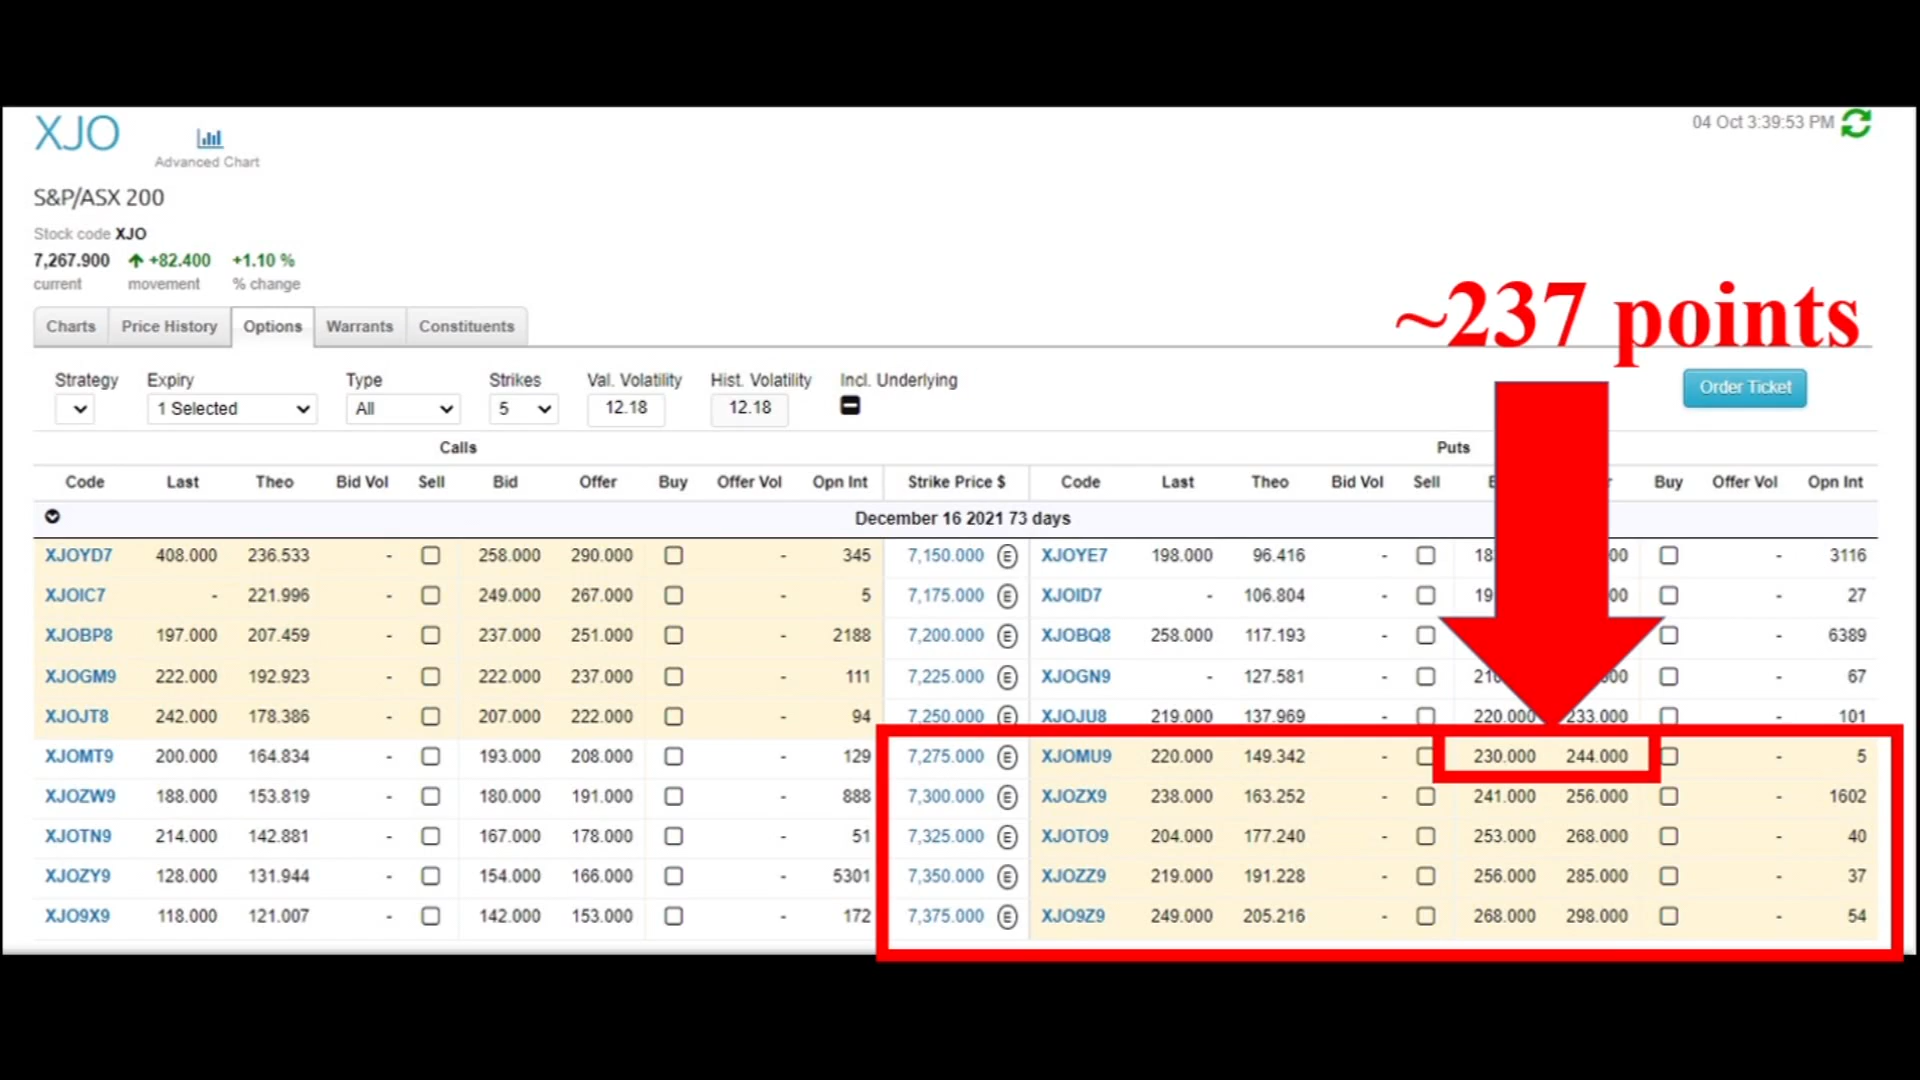 XJO
Advanced Chart
04 Oct 3:39:53 PM
S&P/ASX 200
Stock code XJO
7,267.900 +82.400 +1.10 %
current movement % change
~237 points
Charts Price History Options Warrants Constituents
Strategy Expiry Type Strikes Val. Volatility Hist. Volatility Incl. Underlying
1 Selected All 5 12.18 12.18
Order Ticket
Calls Puts
Code Last Theo Bid Vol Sell Bid Offer Buy Offer Vol Opn Int Strike Price $ Code Last Theo Bid Vol Sell Buy Offer Vol Opn Int
December 16 2021 73 days
XJOYD7 408.000 236.533 - 258.000 290.000 - 345 7,150.000 E XJOYE7 198.000 96.416 - - 3116
XJOIC7 - 221.996 - 249.000 267.000 - 5 7,175.000 E XJOID7 - 106.804 - - 27
XJOBP8 197.000 207.459 - 237.000 251.000 - 2188 7,200.000 E XJOBQ8 258.000 117.193 - - 6389
XJOGM9 222.000 192.923 - 222.000 237.000 - 111 7,225.000 E XJOGN9 - 127.581 - - 67
XJOJT8 242.000 178.386 - 207.000 222.000 - 94 7,250.000 E XJOJU8 219.000 137.969 - 220.000 233.000 - 101
XJOMT9 200.000 164.834 - 193.000 208.000 - 129 7,275.000 E XJOMU9 220.000 149.342 - 230.000 244.000 - 5
XJOZW9 188.000 153.819 - 180.000 191.000 - 888 7,300.000 E XJOZX9 238.000 163.252 - 241.000 256.000 - 1602
XJOTN9 214.000 142.881 - 167.000 178.000 - 51 7,325.000 E XJOTO9 204.000 177.240 - 253.000 268.000 - 40
XJOZY9 128.000 131.944 - 154.000 166.000 - 5301 7,350.000 E XJOZZ9 219.000 191.228 - 256.000 285.000 - 37
XJO9X9 118.000 121.007 - 142.000 153.000 - 172 7,375.000 E XJO9Z9 249.000 205.216 - 268.000 298.000 - 54